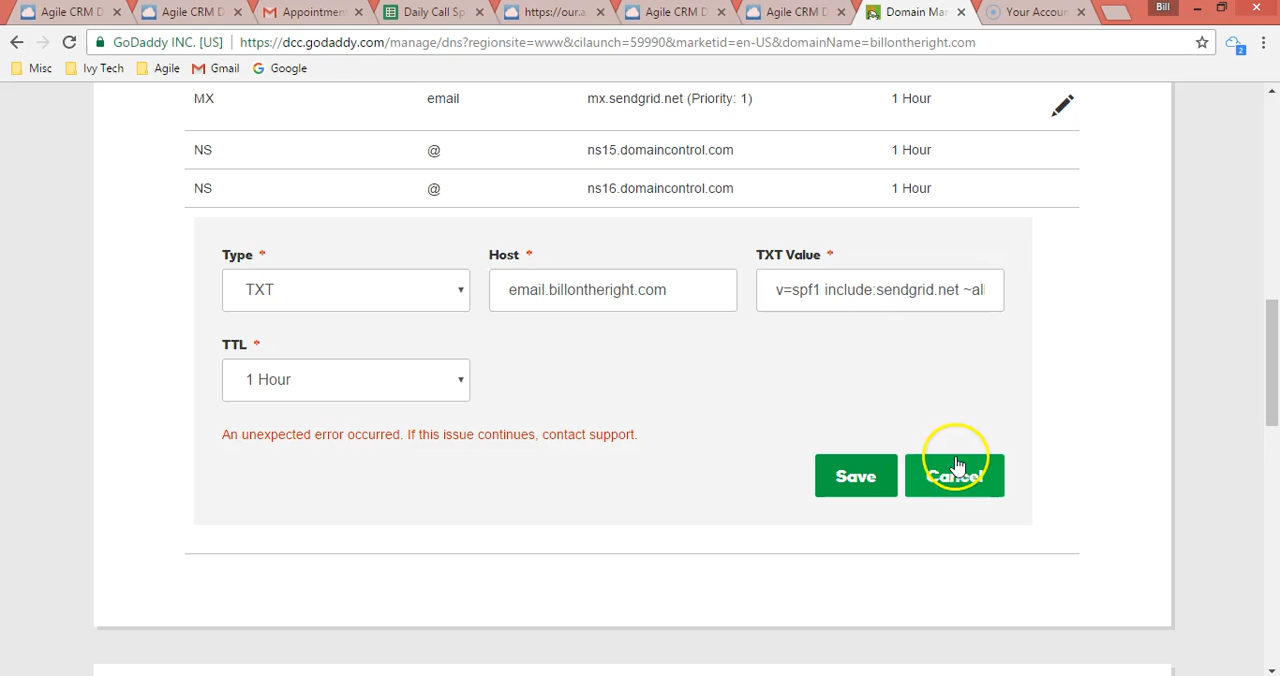 Agile CRM D
Agile CRM D
Appointmen
Daily Call Sp
https://our.a
Agile CRM D
Agile CRM D
Domain Mar
Your Accour
Bill
GoDaddy INC. [US]
https://dcc.godaddy.com/manage/dns?regionsite=www&cilaunch=59990&marketid=en-US&domainName=billontheright.com
2
Misc
Ivy Tech
Agile
Gmail
Google
MX email mx.sendgrid.net (Priority: 1) 1 Hour
NS @ ns15.domaincontrol.com 1 Hour
NS @ ns16.domaincontrol.com 1 Hour
Type * Host * TXT Value *
TXT email.billontheright.com v=spf1 include:sendgrid.net ~all
TTL *
1 Hour
An unexpected error occurred. If this issue continues, contact support.
Save Cancel